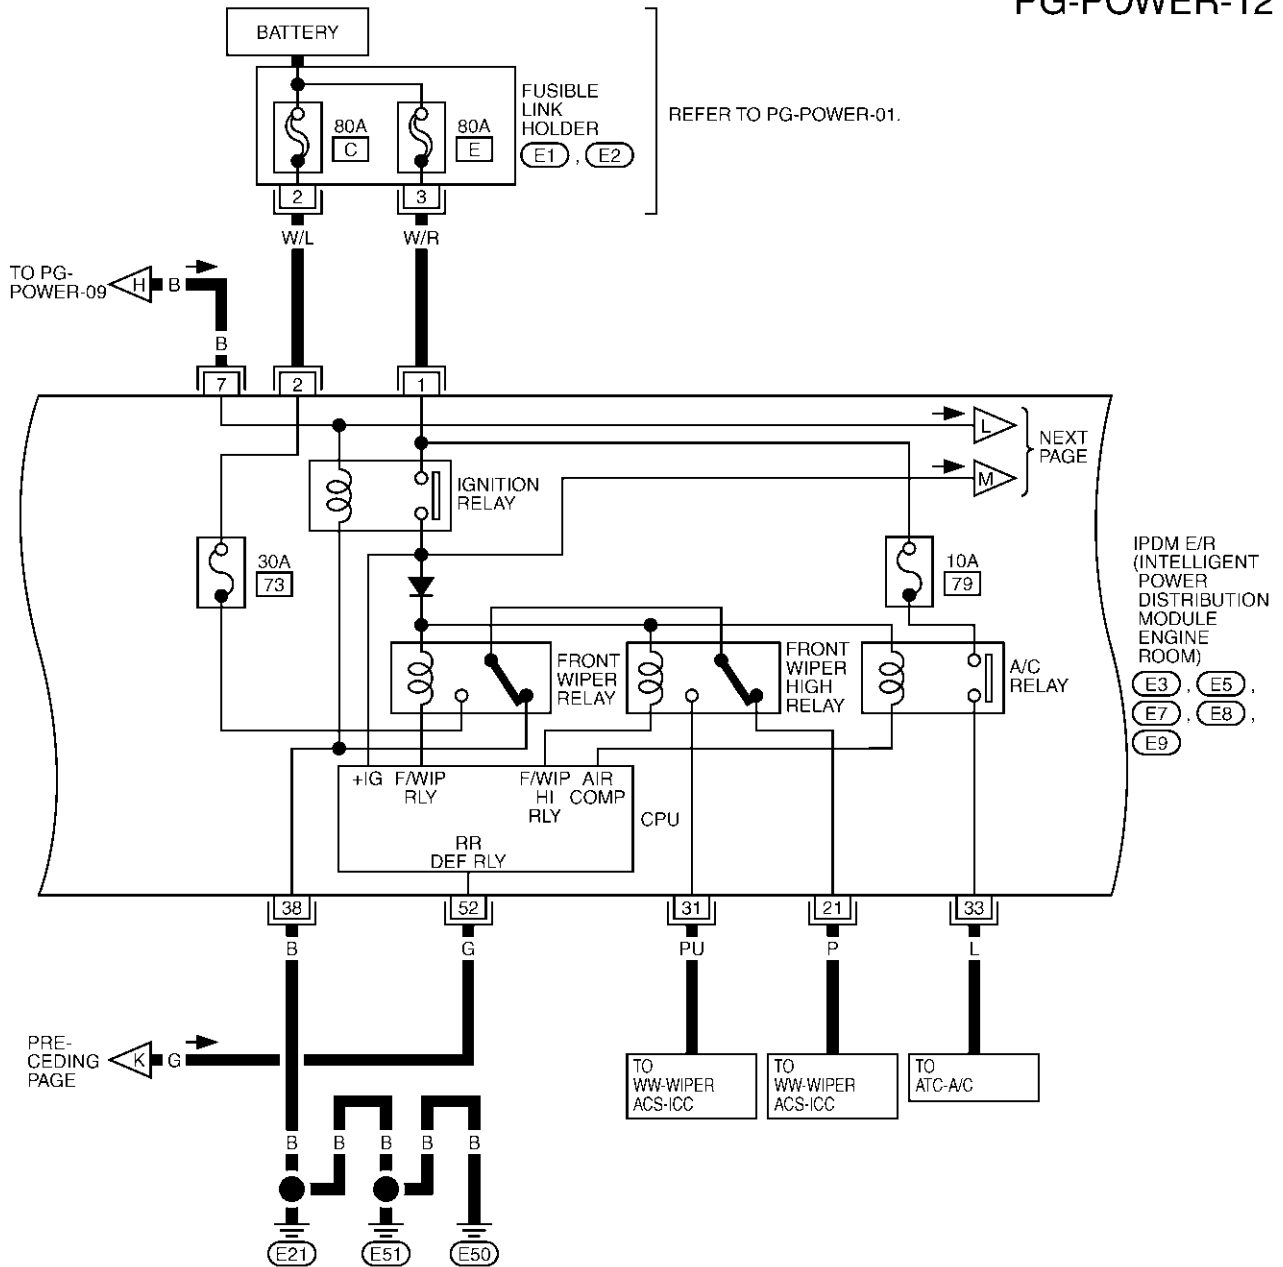 PG-POWER-12
BATTERY
FUSIBLE
LINK
HOLDER
E1 , E2
80A
C
80A
E
REFER TO PG-POWER-01.
2
3
W/L
W/R
TO PG-
POWER-09
H
B
B
7
2
1
L
M
NEXT
PAGE
IGNITION
RELAY
30A
73
10A
79
IPDM E/R
(INTELLIGENT
POWER
DISTRIBUTION
MODULE
ENGINE
ROOM)
E3 , E5 ,
E7 , E8 ,
E9
FRONT
WIPER
RELAY
FRONT
WIPER
HIGH
RELAY
A/C
RELAY
+IG
F/WIP
RLY
F/WIP
HI
RLY
AIR
COMP
CPU
RR
DEF RLY
38
52
31
21
33
B
G
PU
P
L
PRE-
CEDING
PAGE
K
G
TO
WW-WIPER
ACS-ICC
TO
WW-WIPER
ACS-ICC
TO
ATC-A/C
B
B
B
B
B
E21
E51
E50